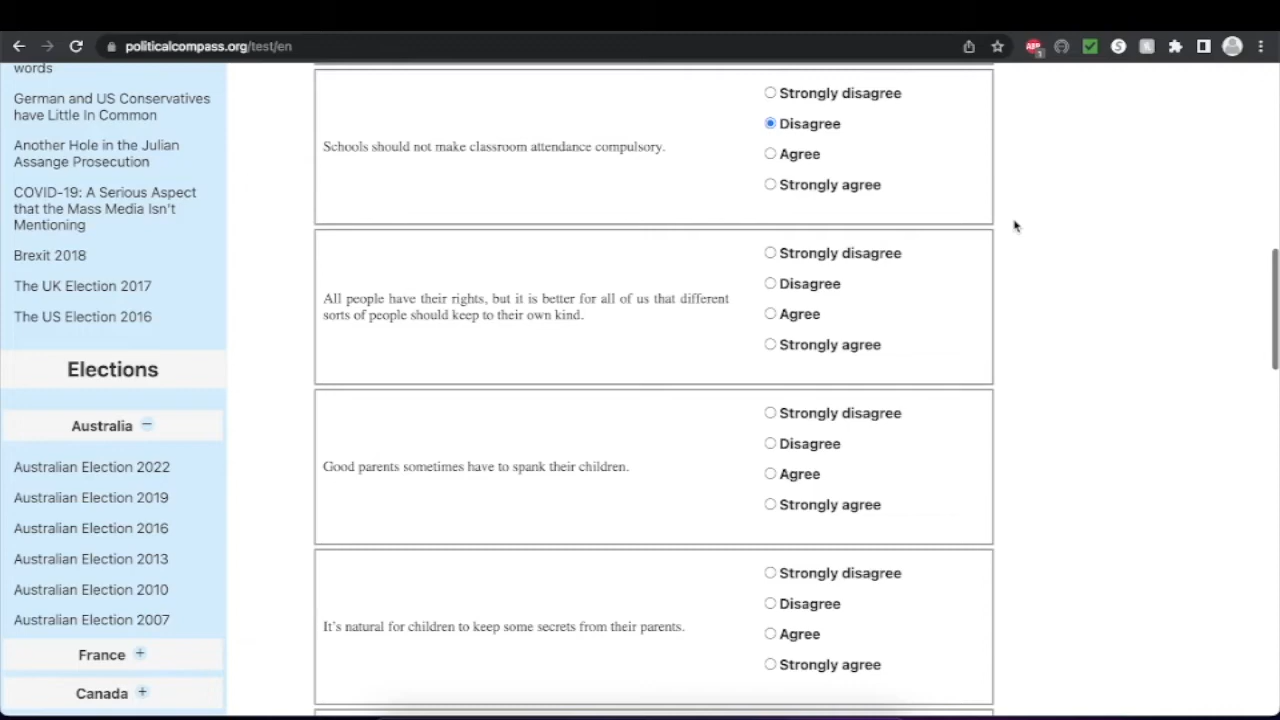 politicalcompass.org/test/en
1
words
German and US Conservatives
have Little In Common
Another Hole in the Julian
Assange Prosecution
COVID-19: A Serious Aspect
that the Mass Media Isn't
Mentioning
Brexit 2018
The UK Election 2017
The US Election 2016
Elections
Australia −
Australian Election 2022
Australian Election 2019
Australian Election 2016
Australian Election 2013
Australian Election 2010
Australian Election 2007
France +
Canada +
Schools should not make classroom attendance compulsory.
Strongly disagree
Disagree
Agree
Strongly agree
All people have their rights, but it is better for all of us that different
sorts of people should keep to their own kind.
Strongly disagree
Disagree
Agree
Strongly agree
Good parents sometimes have to spank their children.
Strongly disagree
Disagree
Agree
Strongly agree
It's natural for children to keep some secrets from their parents.
Strongly disagree
Disagree
Agree
Strongly agree